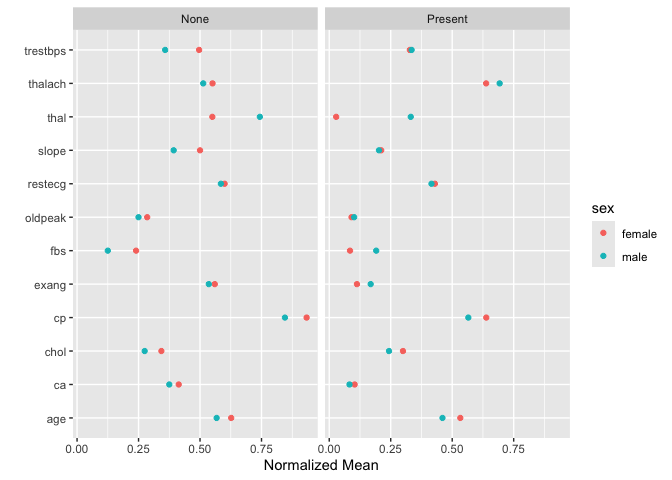 None Present
trestbps
thalach
thal
slope
restecg
oldpeak
fbs
exang
cp
chol
ca
age
0.00 0.25 0.50 0.75 0.00 0.25 0.50 0.75
Normalized Mean
sex
female
male